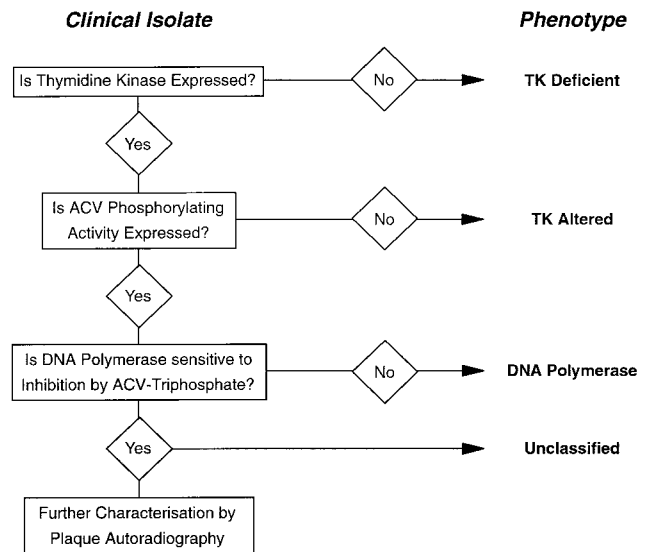 Clinical Isolate
Phenotype
Is Thymidine Kinase Expressed?
No
TK Deficient
Yes
Is ACV Phosphorylating
Activity Expressed?
No
TK Altered
Yes
Is DNA Polymerase sensitive to
Inhibition by ACV-Triphosphate?
No
DNA Polymerase
Yes
Unclassified
Further Characterisation by
Plaque Autoradiography